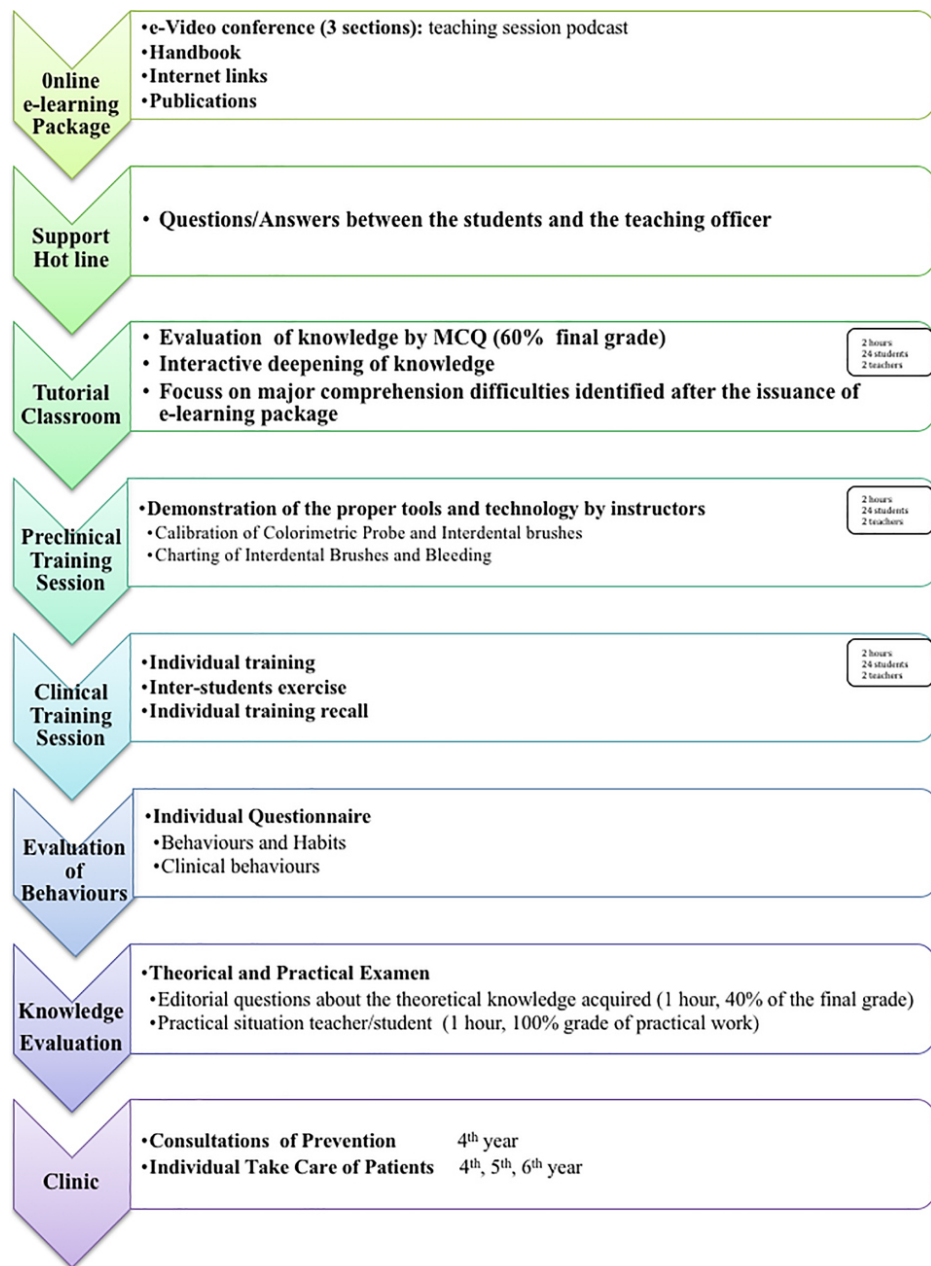 0nline
e-learning
Package
•e-Video conference (3 sections): teaching session podcast
•Handbook
•Internet links
•Publications
Support
Hot line
• Questions/Answers between the students and the teaching officer
Tutorial
Classroom
• Evaluation of knowledge by MCQ (60% final grade)
• Interactive deepening of knowledge
• Focuss on major comprehension difficulties identified after the issuance of
e-learning package
2 hours
24 students
2 teachers
Preclinical
Training
Session
•Demonstration of the proper tools and technology by instructors
•Calibration of Colorimetric Probe and Interdental brushes
•Charting of Interdental Brushes and Bleeding
2 hours
24 students
2 teachers
Clinical
Training
Session
•Individual training
•Inter-students exercise
•Individual training recall
2 hours
24 students
2 teachers
Evaluation
of
Behaviours
•Individual Questionnaire
•Behaviours and Habits
•Clinical behaviours
Knowledge
Evaluation
•Theorical and Practical Examen
•Editorial questions about the theoretical knowledge acquired (1 hour, 40% of the final grade)
•Practical situation teacher/student (1 hour, 100% grade of practical work)
Clinic
•Consultations of Prevention 4th year
•Individual Take Care of Patients 4th, 5th, 6th year